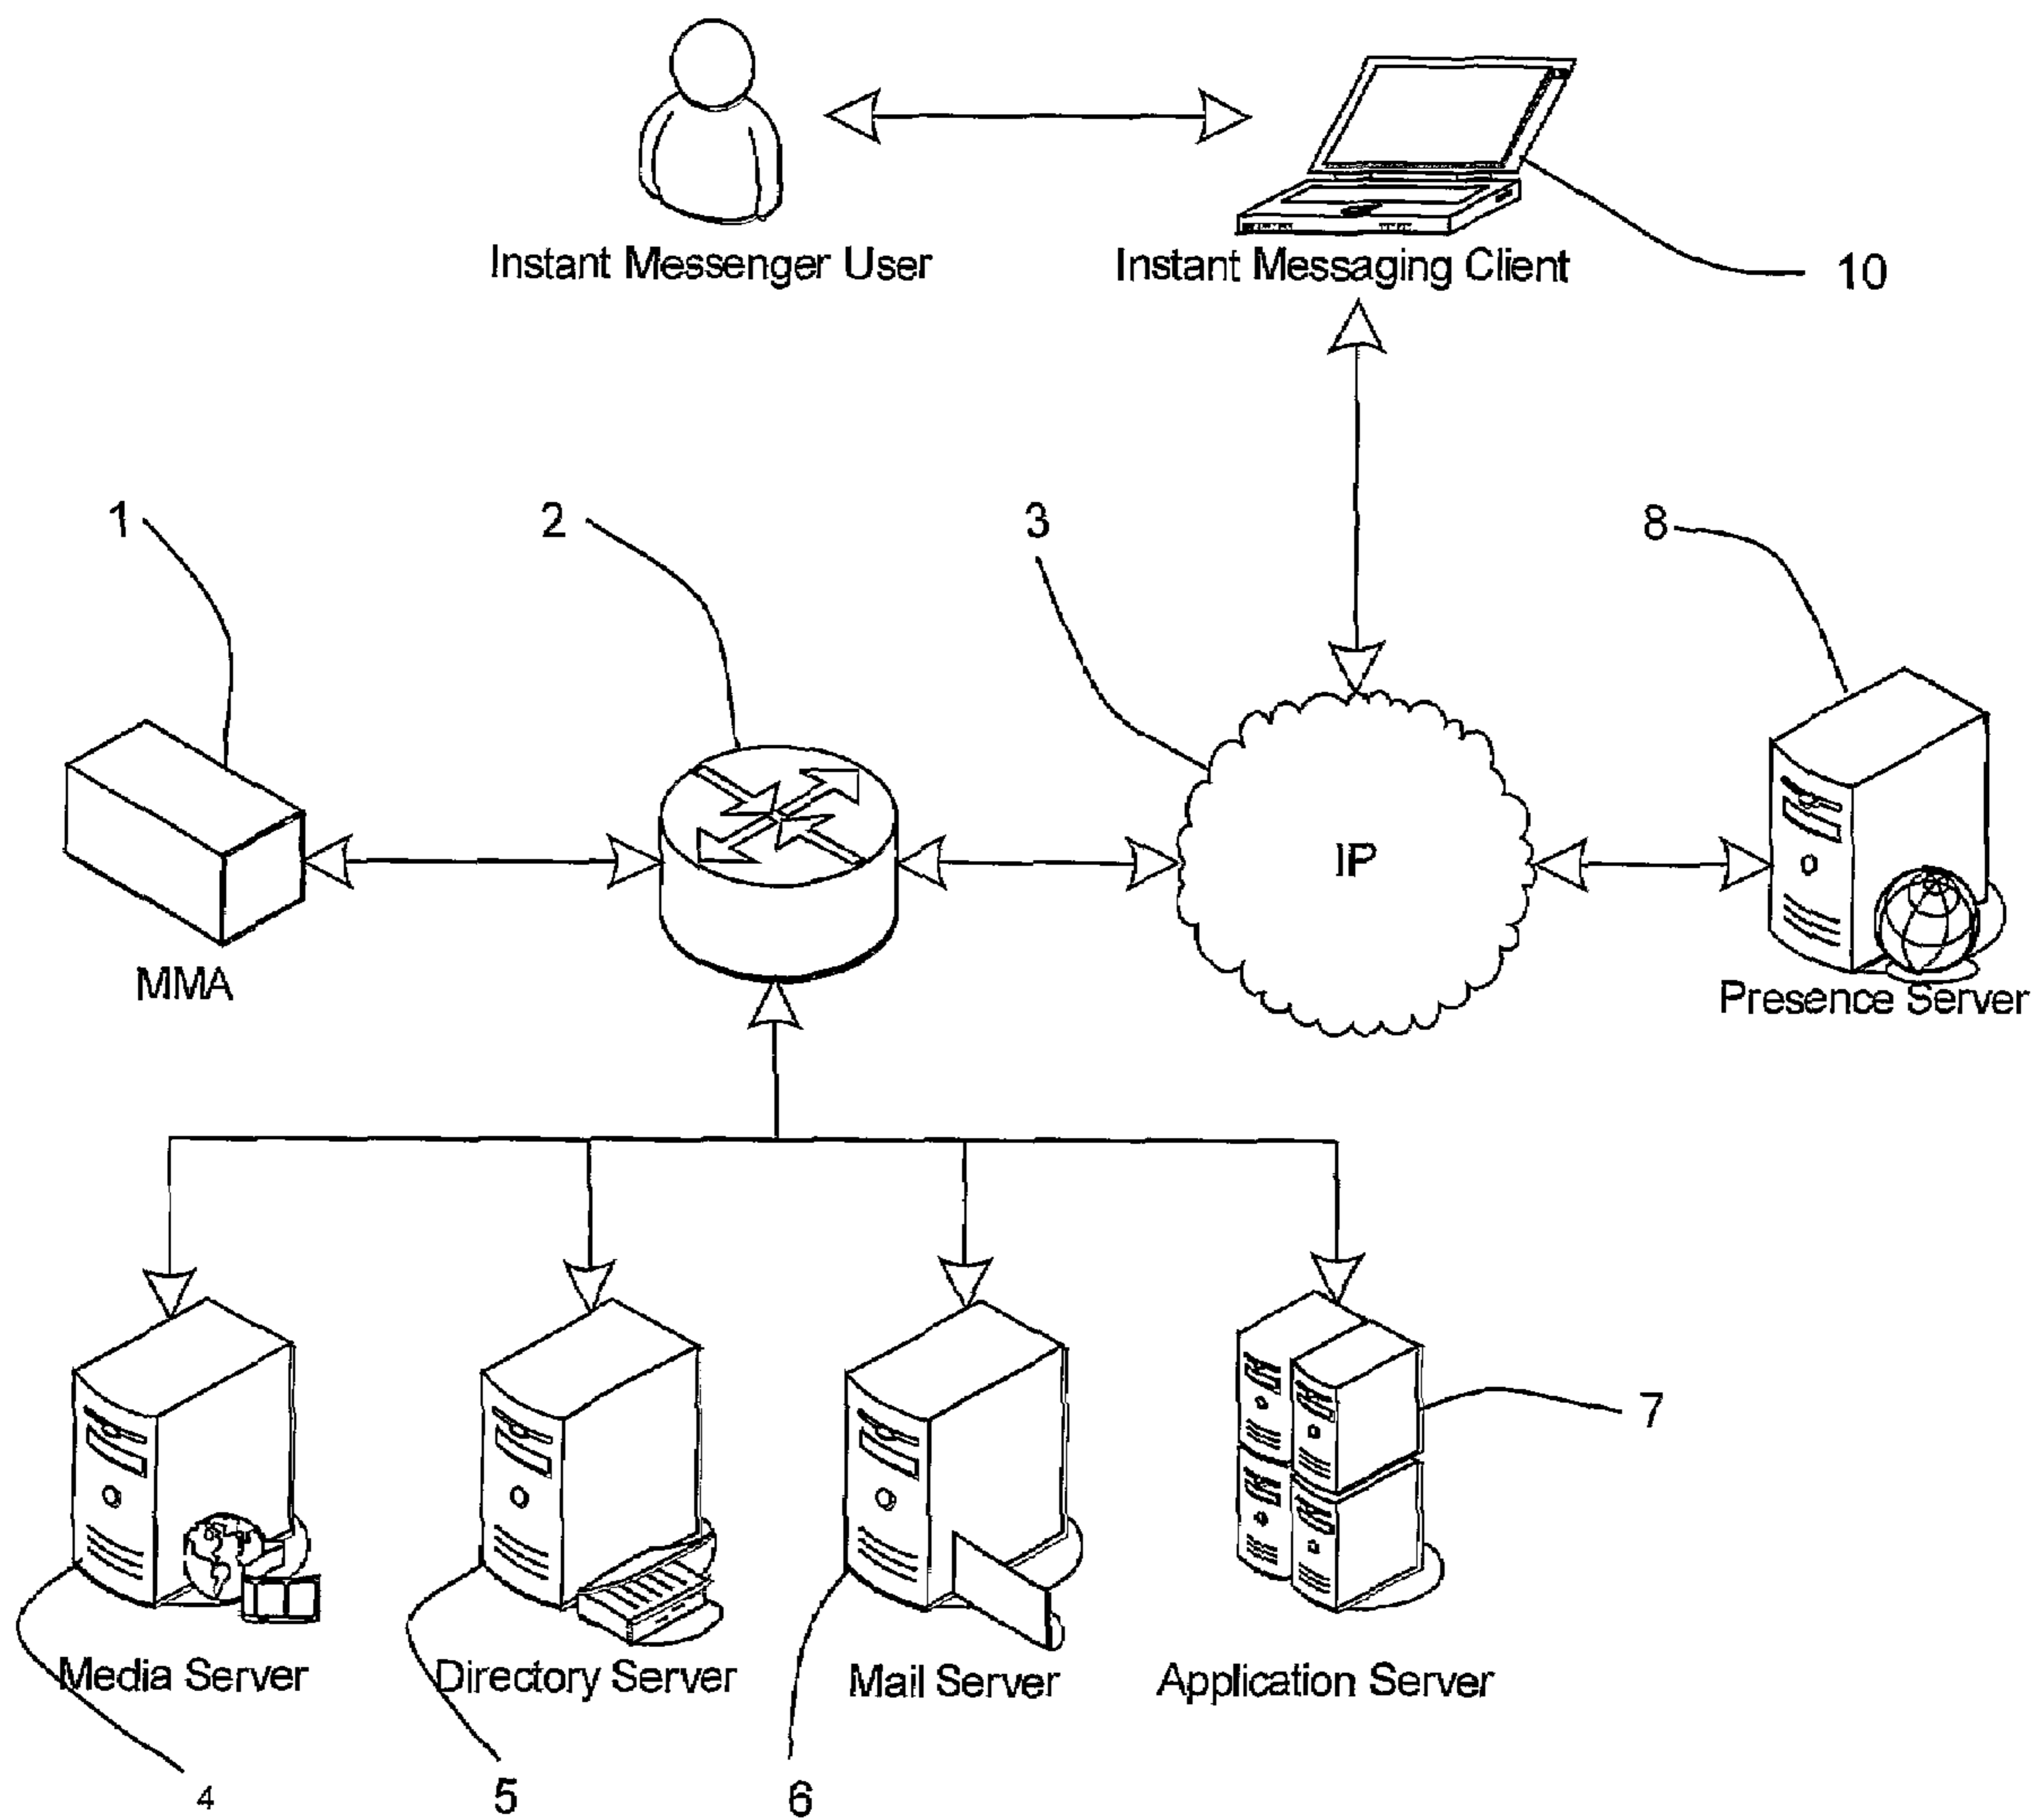 Instant Messenger User
Instant Messaging Client
10
1
2
3
8
IP
MMA
Presence Server
7
Media Server
Directory Server
Mail Server
Application Server
4
5
6